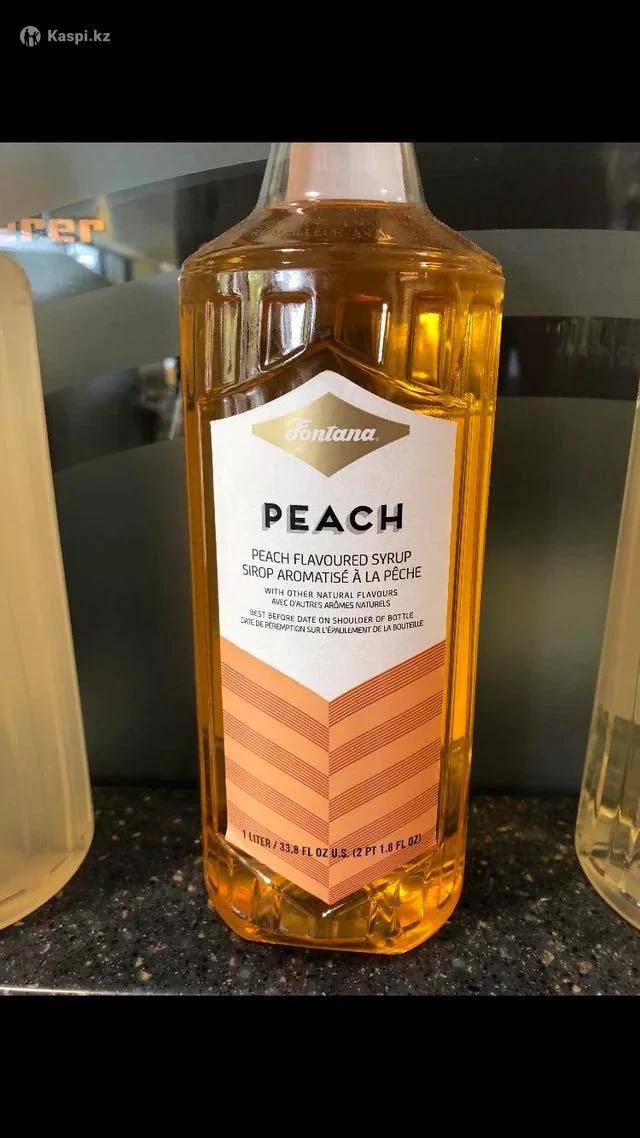 Kaspi.kz
Fontana
PEACH
PEACH FLAVOURED SYRUP
SIROP AROMATISÉ À LA PÊCHE
WITH OTHER NATURAL FLAVOURS
AVEC D'AUTRES ARÔMES NATURELS
BEST BEFORE DATE ON SHOULDER OF BOTTLE
DATE DE PÉREMPTION SUR L'ÉPAULEMENT DE LA BOUTEILLE
1 LITER / 33.8 FL OZ U.S. (2 PT 1.8 FL OZ)